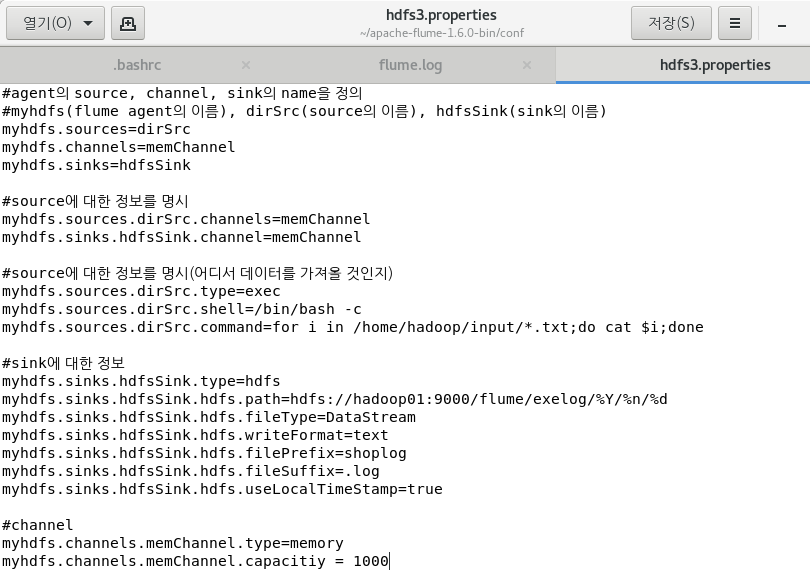 열기(O)
hdfs3.properties
~/apache-flume-1.6.0-bin/conf
저장(S)
.bashrc
flume.log
hdfs3.properties
#agent의 source, channel, sink의 name을 정의
#myhdfs(flume agent의 이름), dirSrc(source의 이름), hdfsSink(sink의 이름)
myhdfs.sources=dirSrc
myhdfs.channels=memChannel
myhdfs.sinks=hdfsSink
#source에 대한 정보를 명시
myhdfs.sources.dirSrc.channels=memChannel
myhdfs.sinks.hdfsSink.channel=memChannel
#source에 대한 정보를 명시(어디서 데이터를 가져올 것인지)
myhdfs.sources.dirSrc.type=exec
myhdfs.sources.dirSrc.shell=/bin/bash -c
myhdfs.sources.dirSrc.command=for i in /home/hadoop/input/*.txt;do cat $i;done
#sink에 대한 정보
myhdfs.sinks.hdfsSink.type=hdfs
myhdfs.sinks.hdfsSink.hdfs.path=hdfs://hadoop01:9000/flume/exelog/%Y/%n/%d
myhdfs.sinks.hdfsSink.hdfs.fileType=DataStream
myhdfs.sinks.hdfsSink.hdfs.writeFormat=text
myhdfs.sinks.hdfsSink.hdfs.filePrefix=shoplog
myhdfs.sinks.hdfsSink.hdfs.fileSuffix=.log
myhdfs.sinks.hdfsSink.hdfs.useLocalTimeStamp=true
#channel
myhdfs.channels.memChannel.type=memory
myhdfs.channels.memChannel.capacitiy = 1000